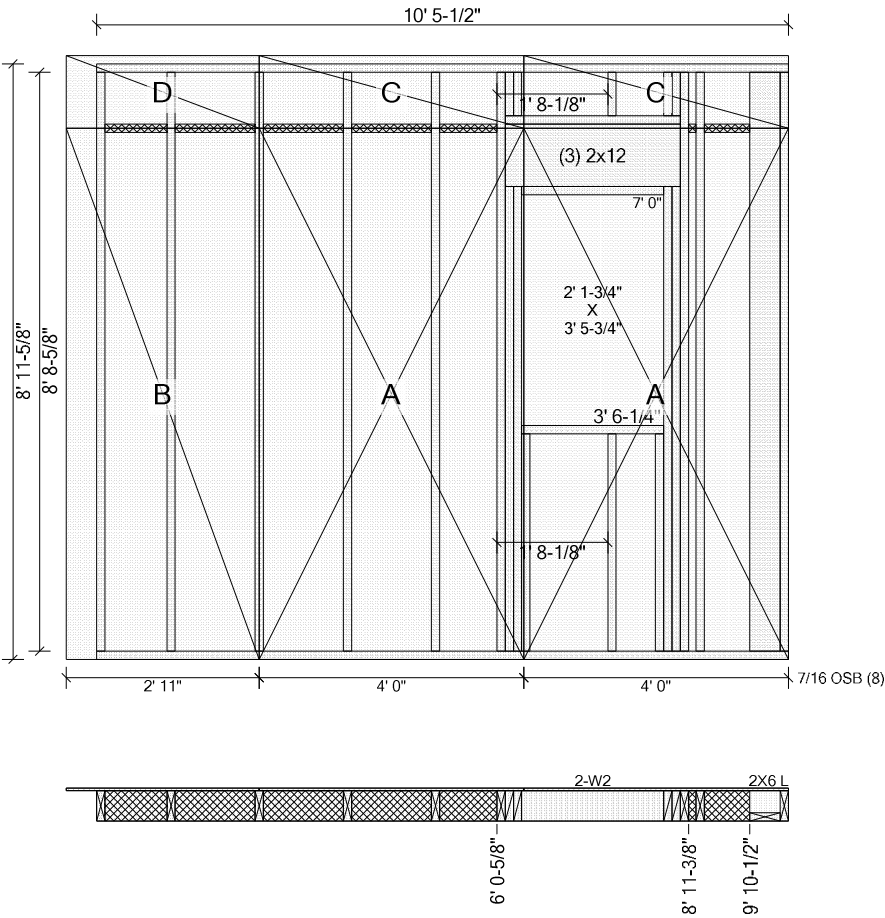 10' 5-1/2"
D
C
C
1' 8-1/8"
(3) 2x12
7' 0"
2' 1-3/4"
X
3' 5-3/4"
8' 11-5/8"
8' 8-5/8"
B
A
A
3' 6-1/4"
1' 8-1/8"
2' 11"
4' 0"
4' 0"
7/16 OSB (8)
2-W2
2X6 L
6' 0-5/8"
8' 11-3/8"
9' 10-1/2"